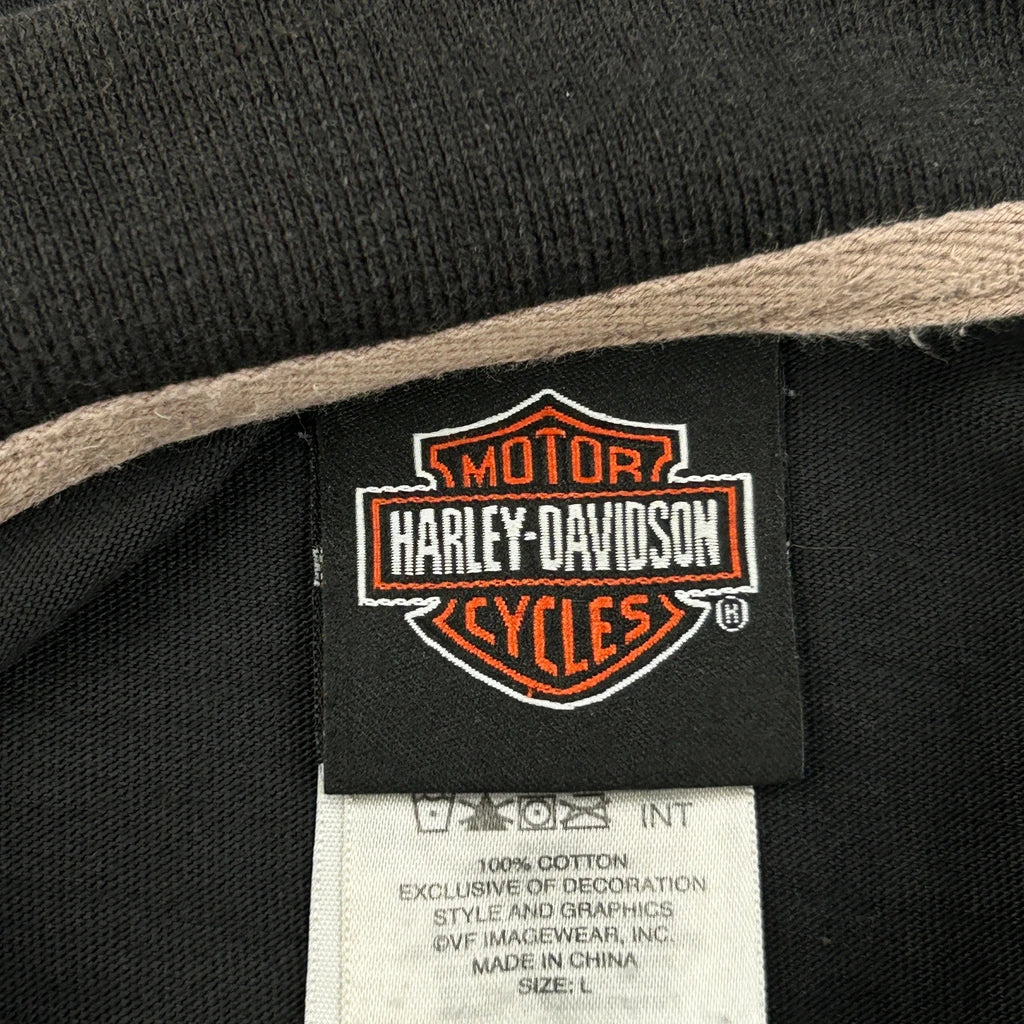 MOTOR
HARLEY-DAVIDSON
CYCLES
®
INT
100% COTTON
EXCLUSIVE OF DECORATION
STYLE AND GRAPHICS
©VF IMAGEWEAR, INC.
MADE IN CHINA
SIZE: L